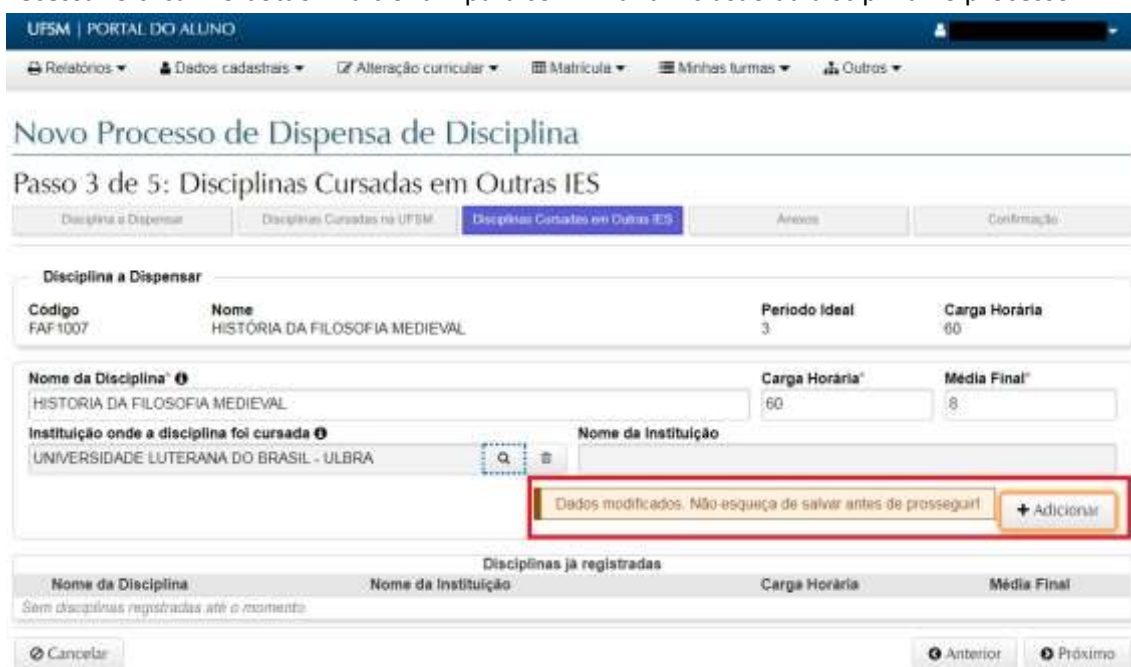 UFSM | PORTAL DO ALUNO
Relatórios Dados cadastrais Alteração curricular Matrícula Minhas turmas Outros
Novo Processo de Dispensa de Disciplina
Passo 3 de 5: Disciplinas Cursadas em Outras IES
Disciplina a Dispensar Disciplinas Cursadas na UFSM Disciplinas Cursadas em Outras IES Anexos Confirmação
Disciplina a Dispensar
Código Nome Período Ideal Carga Horária
FAF1007 HISTÓRIA DA FILOSOFIA MEDIEVAL 3 60
Nome da Disciplina* Carga Horária* Média Final*
HISTORIA DA FILOSOFIA MEDIEVAL 60 8
Instituição onde a disciplina foi cursada Nome da Instituição
UNIVERSIDADE LUTERANA DO BRASIL - ULBRA
Dados modificados. Não esqueça de salvar antes de prosseguir! + Adicionar
Disciplinas já registradas
Nome da Disciplina Nome da Instituição Carga Horária Média Final
Sem disciplinas registradas até o momento
Cancelar Anterior Próximo